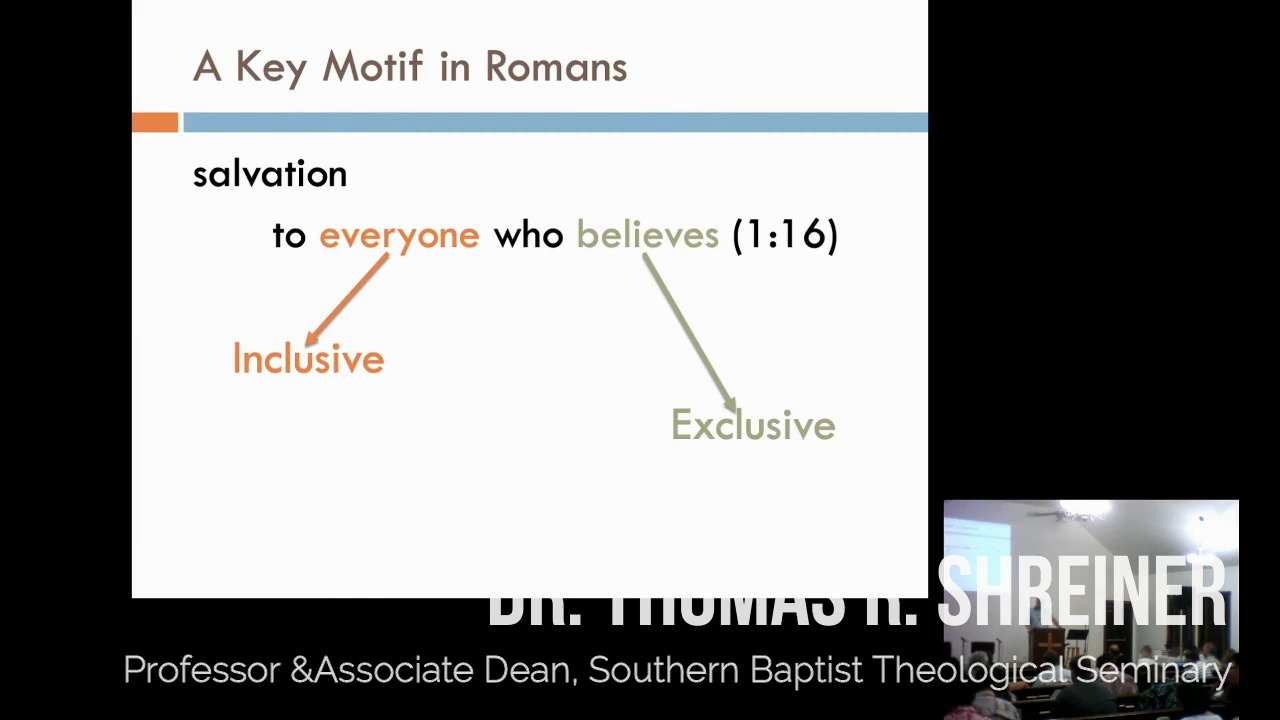 A Key Motif in Romans
salvation
to everyone who believes (1:16)
Inclusive
Exclusive
DR. THOMAS R. SHREINER
Professor &Associate Dean, Southern Baptist Theological Seminary